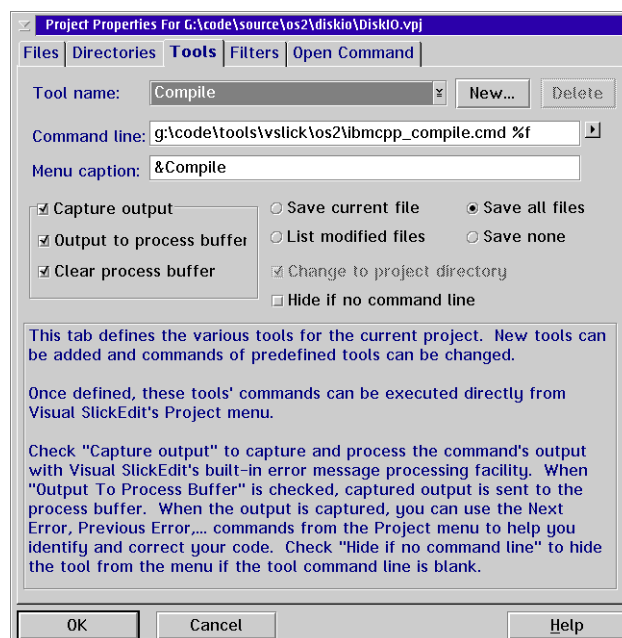 Project Properties For G:\code\source\os2\diskio\DiskIO.vpj
Files Directories Tools Filters Open Command
Tool name: Compile New... Delete
Command line: g:\code\tools\vslick\os2\ibmcpp_compile.cmd %f
Menu caption: &Compile
Capture output Save current file Save all files
Output to process buffer List modified files Save none
Clear process buffer Change to project directory
Hide if no command line
This tab defines the various tools for the current project. New tools can
be added and commands of predefined tools can be changed.
Once defined, these tools' commands can be executed directly from
Visual SlickEdit's Project menu.
Check "Capture output" to capture and process the command's output
with Visual SlickEdit's built-in error message processing facility. When
"Output To Process Buffer" is checked, captured output is sent to the
process buffer. When the output is captured, you can use the Next
Error, Previous Error,... commands from the Project menu to help you
identify and correct your code. Check "Hide if no command line" to hide
the tool from the menu if the tool command line is blank.
OK Cancel Help